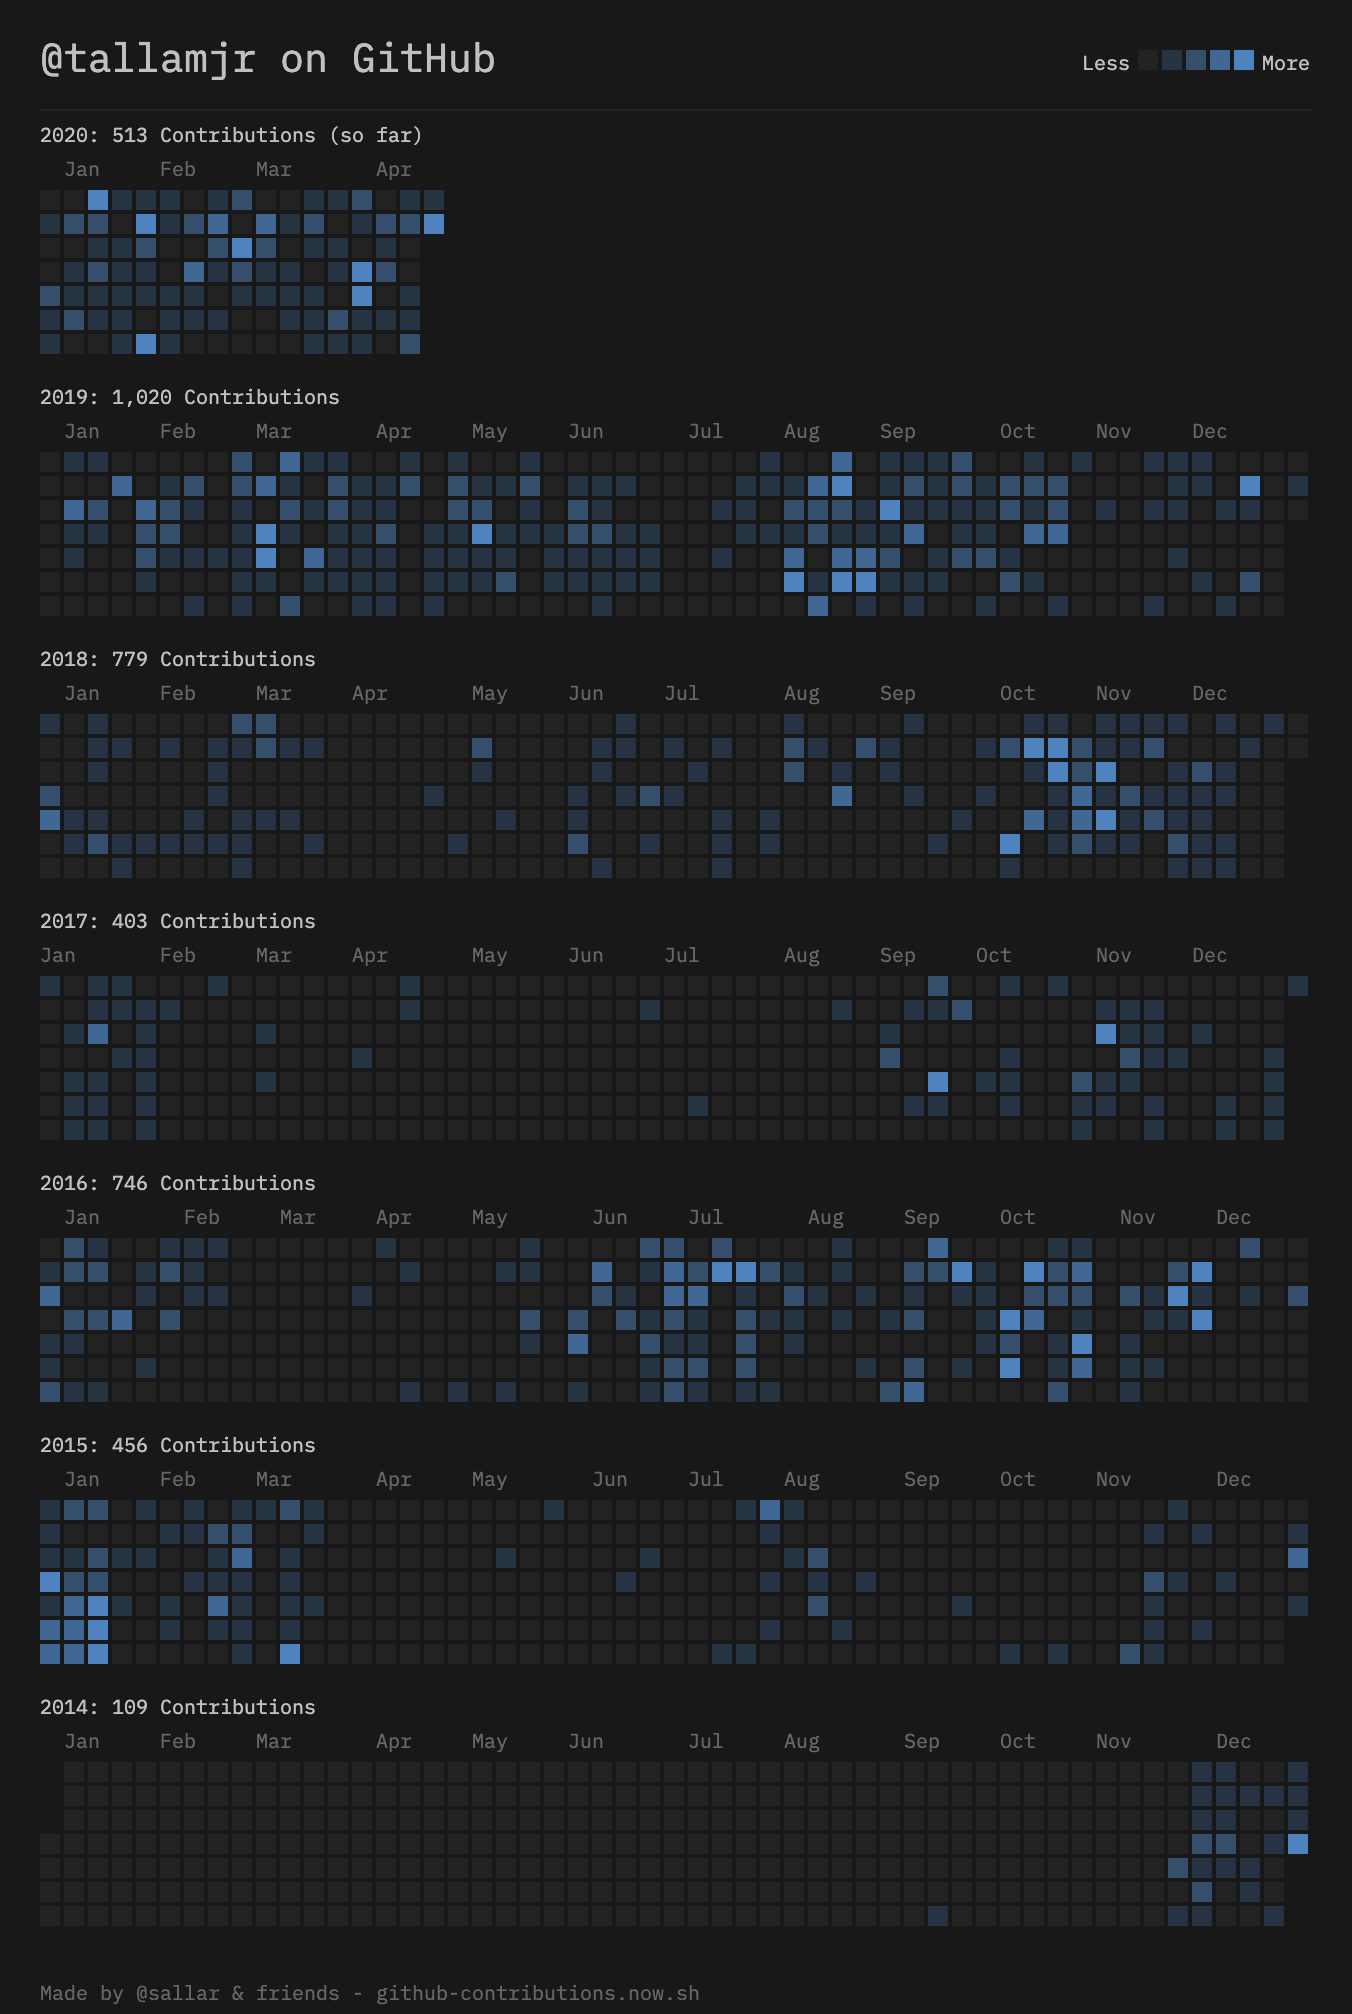 @tallamjr on GitHub
Less More
2020: 513 Contributions (so far)
Jan Feb Mar Apr
2019: 1,020 Contributions
Jan Feb Mar Apr May Jun Jul Aug Sep Oct Nov Dec
2018: 779 Contributions
Jan Feb Mar Apr May Jun Jul Aug Sep Oct Nov Dec
2017: 403 Contributions
Jan Feb Mar Apr May Jun Jul Aug Sep Oct Nov Dec
2016: 746 Contributions
Jan Feb Mar Apr May Jun Jul Aug Sep Oct Nov Dec
2015: 456 Contributions
Jan Feb Mar Apr May Jun Jul Aug Sep Oct Nov Dec
2014: 109 Contributions
Jan Feb Mar Apr May Jun Jul Aug Sep Oct Nov Dec
Made by @sallar & friends - github-contributions.now.sh